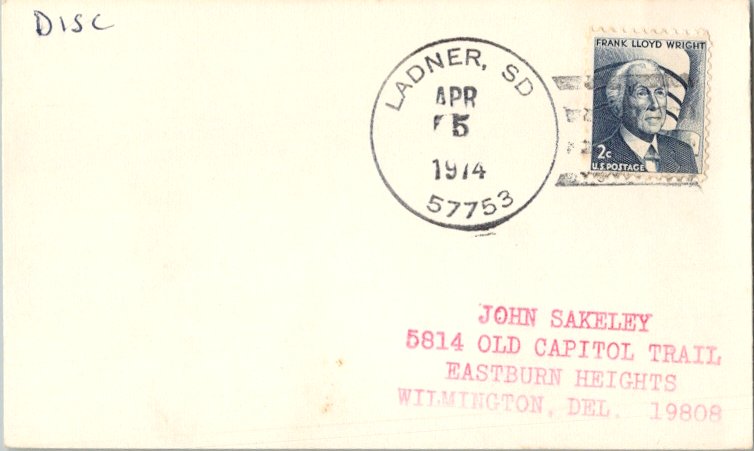 DISC
FRANK LLOYD WRIGHT
2c
U.S. POSTAGE
LADNER, SD
APR
5
1974
57753
JOHN SAKELEY
5814 OLD CAPITOL TRAIL
EASTBURN HEIGHTS
WILMINGTON, DEL. 19808